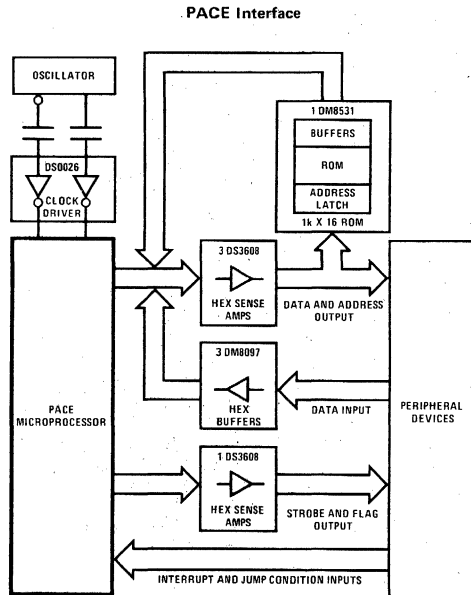 PACE Interface
OSCILLATOR
DS0026
CLOCK
DRIVER
1 DM8531
BUFFERS
ROM
ADDRESS
LATCH
1k X 16 ROM
3 DS3608
HEX SENSE
AMPS
DATA AND ADDRESS
OUTPUT
3 DM8097
HEX
BUFFERS
DATA INPUT
PACE
MICROPROCESSOR
PERIPHERAL
DEVICES
1 DS3608
HEX SENSE
AMPS
STROBE AND FLAG
OUTPUT
INTERRUPT AND JUMP CONDITION INPUTS